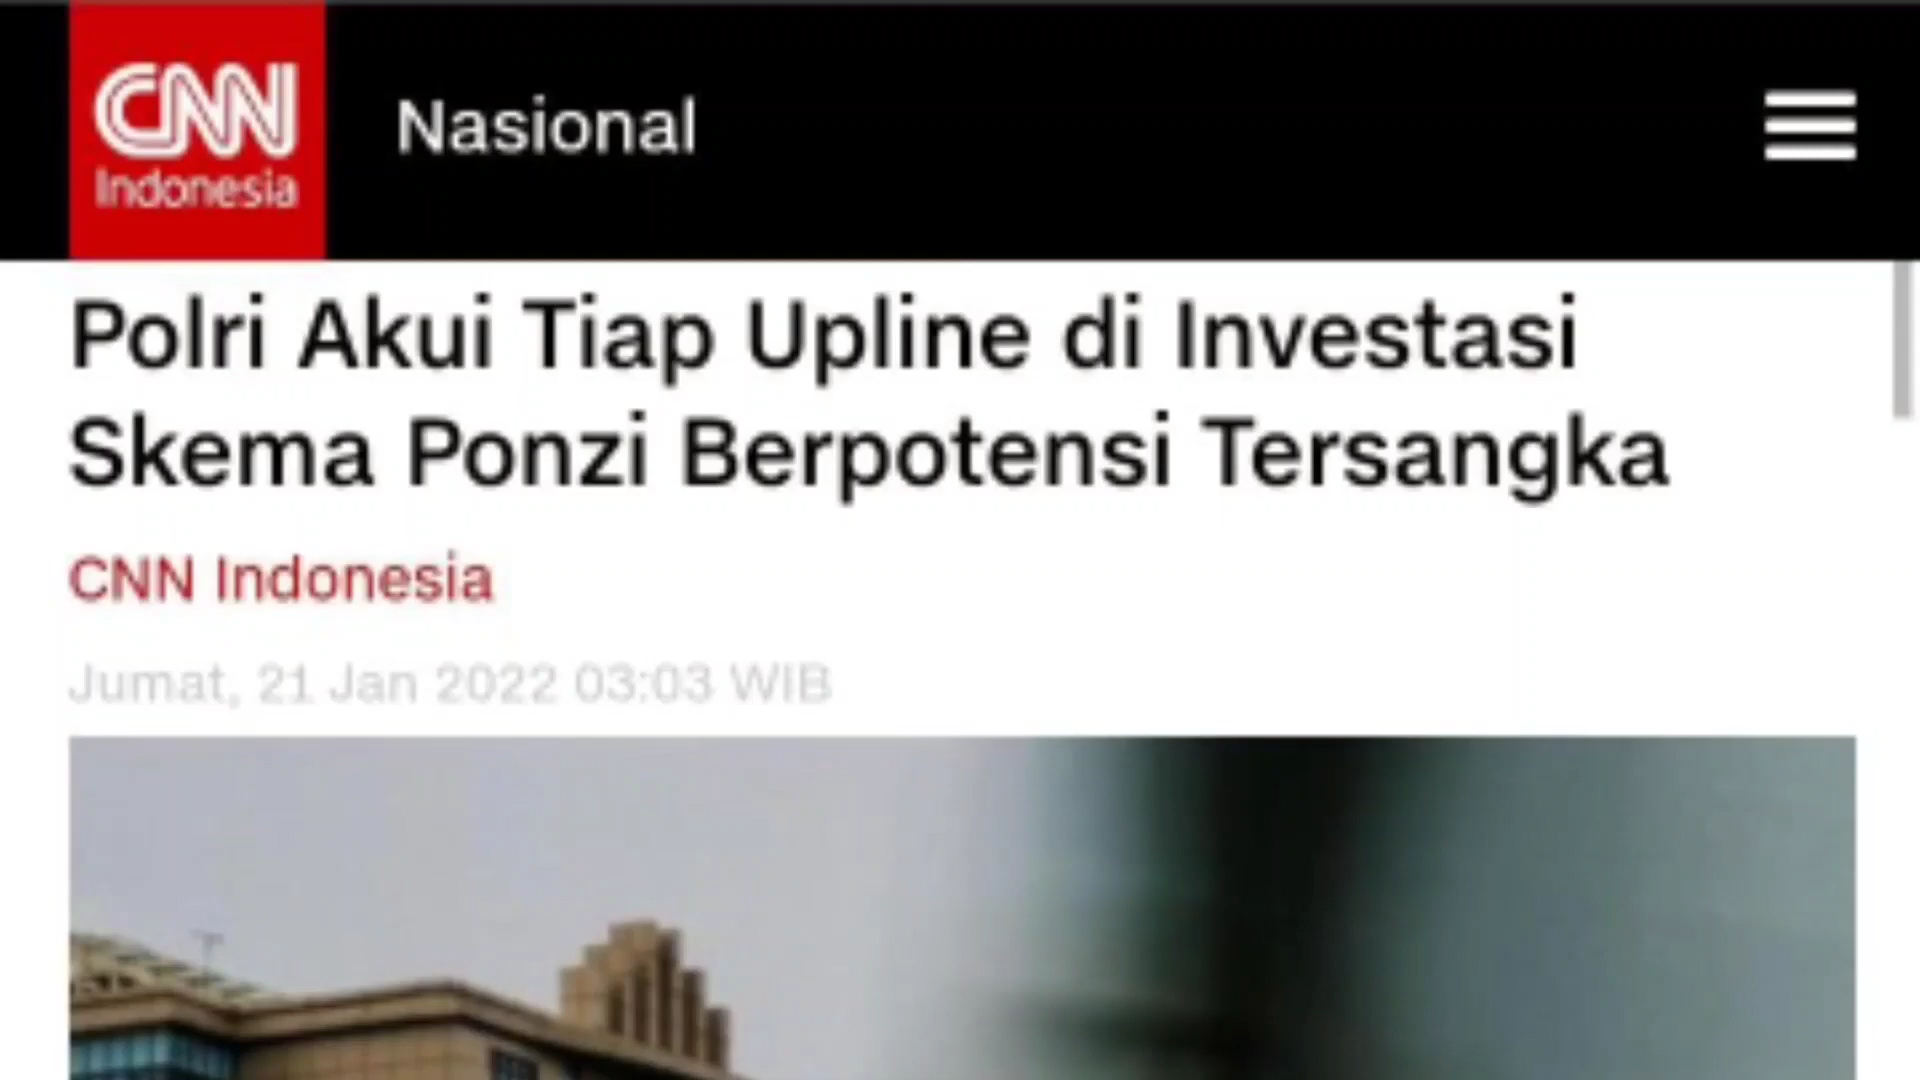 CNN
Indonesia
Nasional
Polri Akui Tiap Upline di Investasi
Skema Ponzi Berpotensi Tersangka
CNN Indonesia
Jumat, 21 Jan 2022 03:03 WIB